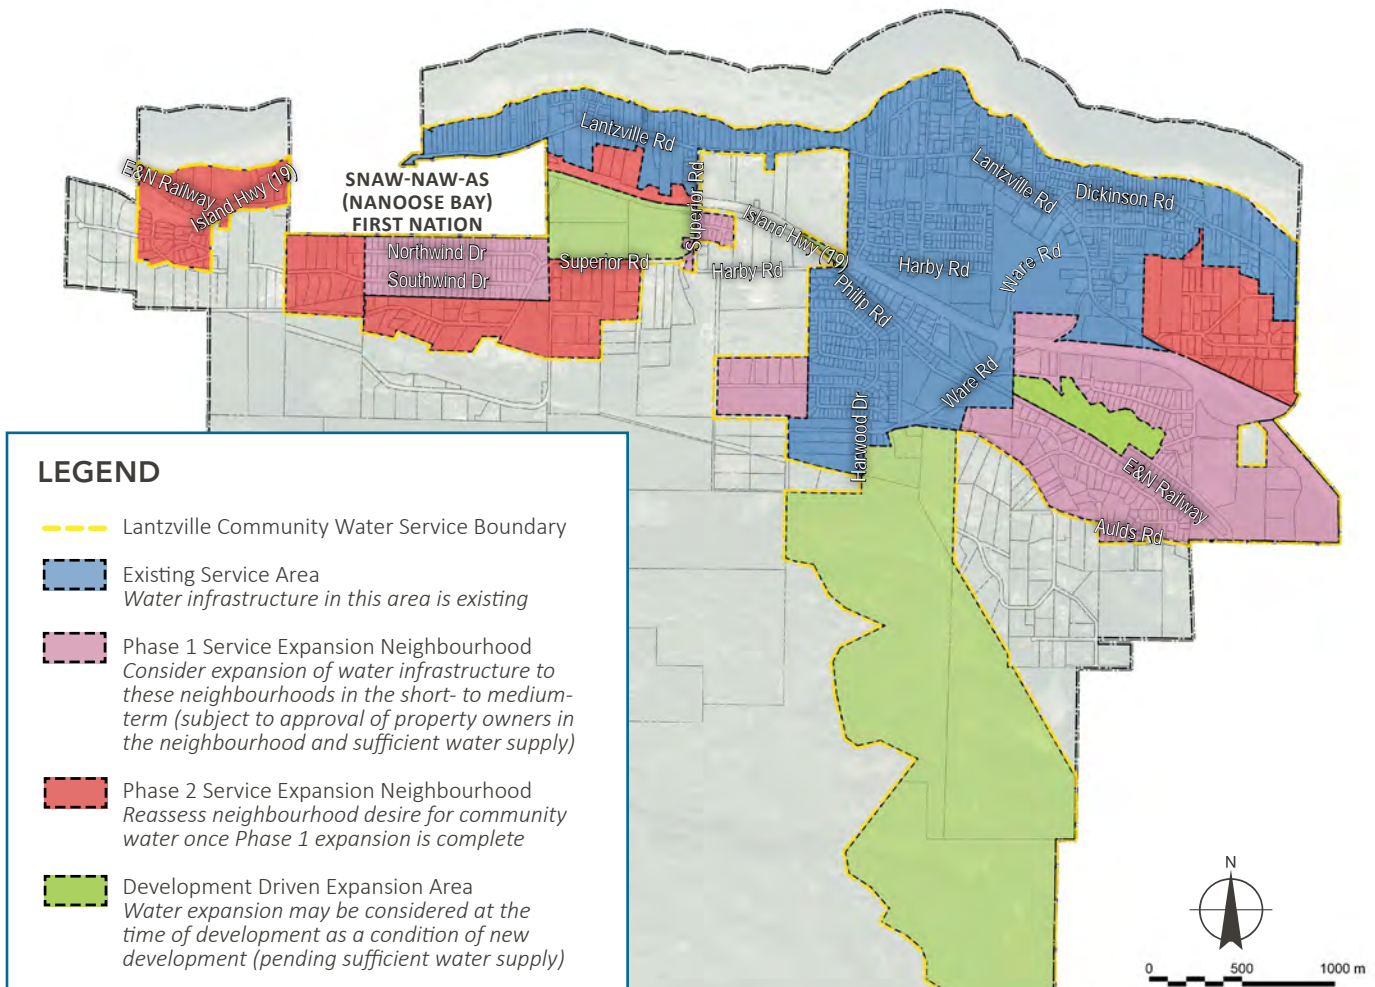 Lantzville Rd
E&N Railway
Island Hwy (19)
SNAW-NAW-AS
(NANOOSE BAY)
FIRST NATION
Superior Rd
Lantzville Rd
Dickinson Rd
Island Hwy (19)
Northwind Dr
Southwind Dr
Superior Rd
Harby Rd
Harby Rd
Ware Rd
Philip Rd
Ware Rd
Harwood Dr
E&N Railway
Aulds Rd
LEGEND
Lantzville Community Water Service Boundary
Existing Service Area
Water infrastructure in this area is existing
Phase 1 Service Expansion Neighbourhood
Consider expansion of water infrastructure to
these neighbourhoods in the short- to medium-
term (subject to approval of property owners in
the neighbourhood and sufficient water supply)
Phase 2 Service Expansion Neighbourhood
Reassess neighbourhood desire for community
water once Phase 1 expansion is complete
Development Driven Expansion Area
Water expansion may be considered at the
time of development as a condition of new
development (pending sufficient water supply)
N
0 500 1000 m